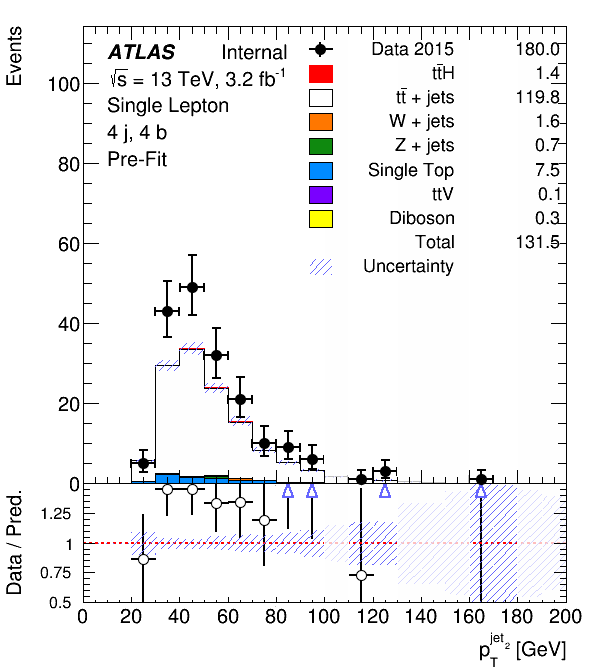 Events
ATLAS Internal
√s = 13 TeV, 3.2 fb⁻¹
Single Lepton
4 j, 4 b
Pre-Fit
Data 2015 180.0
tt̄H 1.4
tt̄ + jets 119.8
W + jets 1.6
Z + jets 0.7
Single Top 7.5
ttV 0.1
Diboson 0.3
Total 131.5
Uncertainty
100
80
60
40
20
0
Data / Pred.
1.25
1
0.75
0.5
0 20 40 60 80 100 120 140 160 180 200
p_T^{jet_2} [GeV]